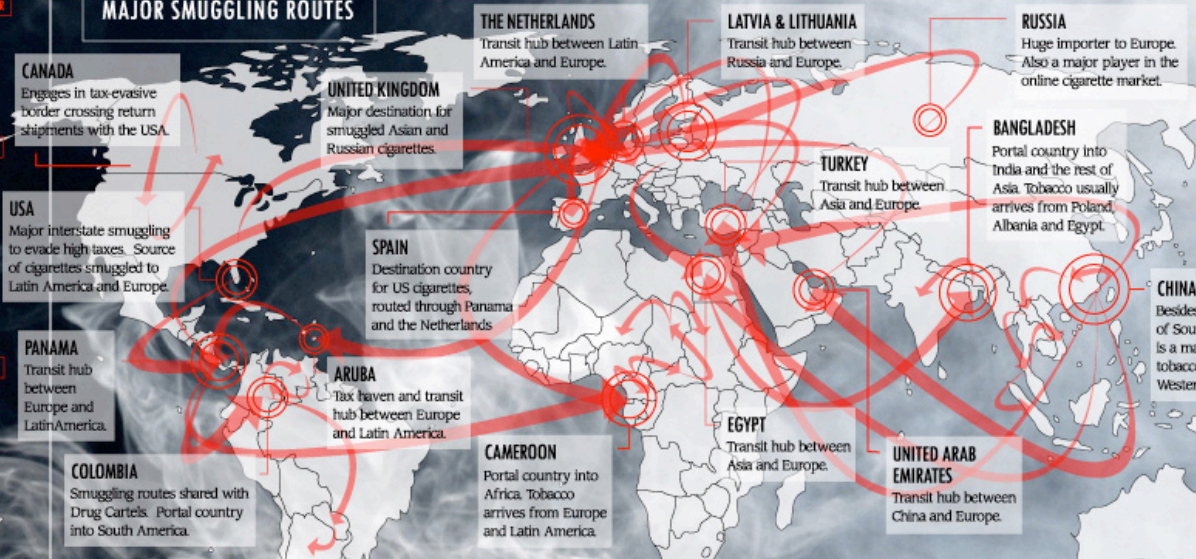 MAJOR SMUGGLING ROUTES
THE NETHERLANDS
Transit hub between Latin
America and Europe.
LATVIA & LITHUANIA
Transit hub between
Russia and Europe.
RUSSIA
Huge importer to Europe.
Also a major player in the
online cigarette market.
CANADA
Engages in tax-evasive
border crossing return
shipments with the USA.
UNITED KINGDOM
Major destination for
smuggled Asian and
Russian cigarettes.
BANGLADESH
Portal country into
India and the rest of
Asia. Tobacco usually
arrives from Poland,
Albania and Egypt.
TURKEY
Transit hub between
Asia and Europe.
USA
Major interstate smuggling
to evade high taxes. Source
of cigarettes smuggled to
Latin America and Europe.
SPAIN
Destination country
for US cigarettes,
routed through Panama
and the Netherlands
CHINA
Beside
of Sou
is a ma
tobacc
Wester
PANAMA
Transit hub
between
Europe and
LatinAmerica.
ARUBA
Tax haven and transit
hub between Europe
and Latin America.
EGYPT
Transit hub between
Asia and Europe.
CAMEROON
Portal country into
Africa. Tobacco
arrives from Europe
and Latin America.
UNITED ARAB
EMIRATES
Transit hub between
China and Europe.
COLOMBIA
Smuggling routes shared with
Drug Cartels. Portal country
into South America.